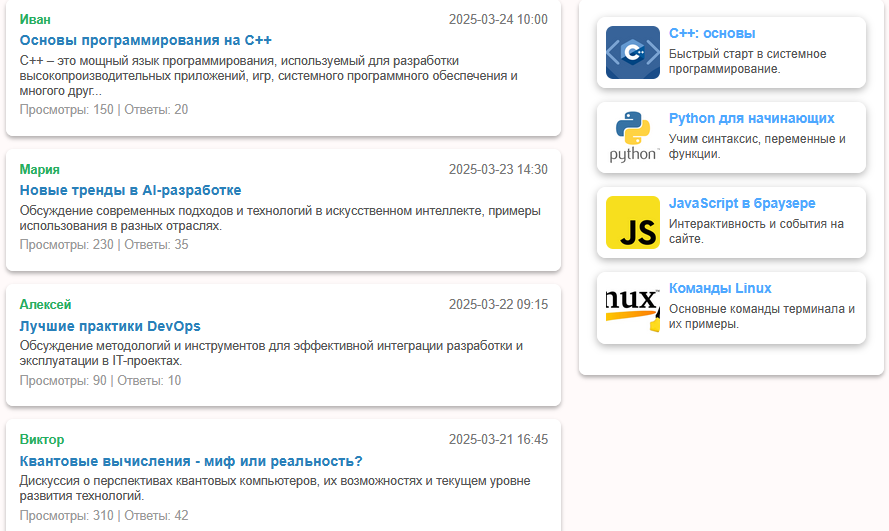 Иван
2025-03-24 10:00
Основы программирования на C++
C++ – это мощный язык программирования, используемый для разработки
высокопроизводительных приложений, игр, системного программного обеспечения и
многого друг...
Просмотры: 150 | Ответы: 20
Мария
2025-03-23 14:30
Новые тренды в AI-разработке
Обсуждение современных подходов и технологий в искусственном интеллекте, примеры
использования в разных отраслях.
Просмотры: 230 | Ответы: 35
Алексей
2025-03-22 09:15
Лучшие практики DevOps
Обсуждение методологий и инструментов для эффективной интеграции разработки и
эксплуатации в IT-проектах.
Просмотры: 90 | Ответы: 10
Виктор
2025-03-21 16:45
Квантовые вычисления - миф или реальность?
Дискуссия о перспективах квантовых компьютеров, их возможностях и текущем уровне
развития технологий.
Просмотры: 310 | Ответы: 42
C++
C++: основы
Быстрый старт в системное
программирование.
python
Python для начинающих
Учим синтаксис, переменные и
функции.
JS
JavaScript в браузере
Интерактивность и события на
сайте.
nux
Команды Linux
Основные команды терминала и
их примеры.